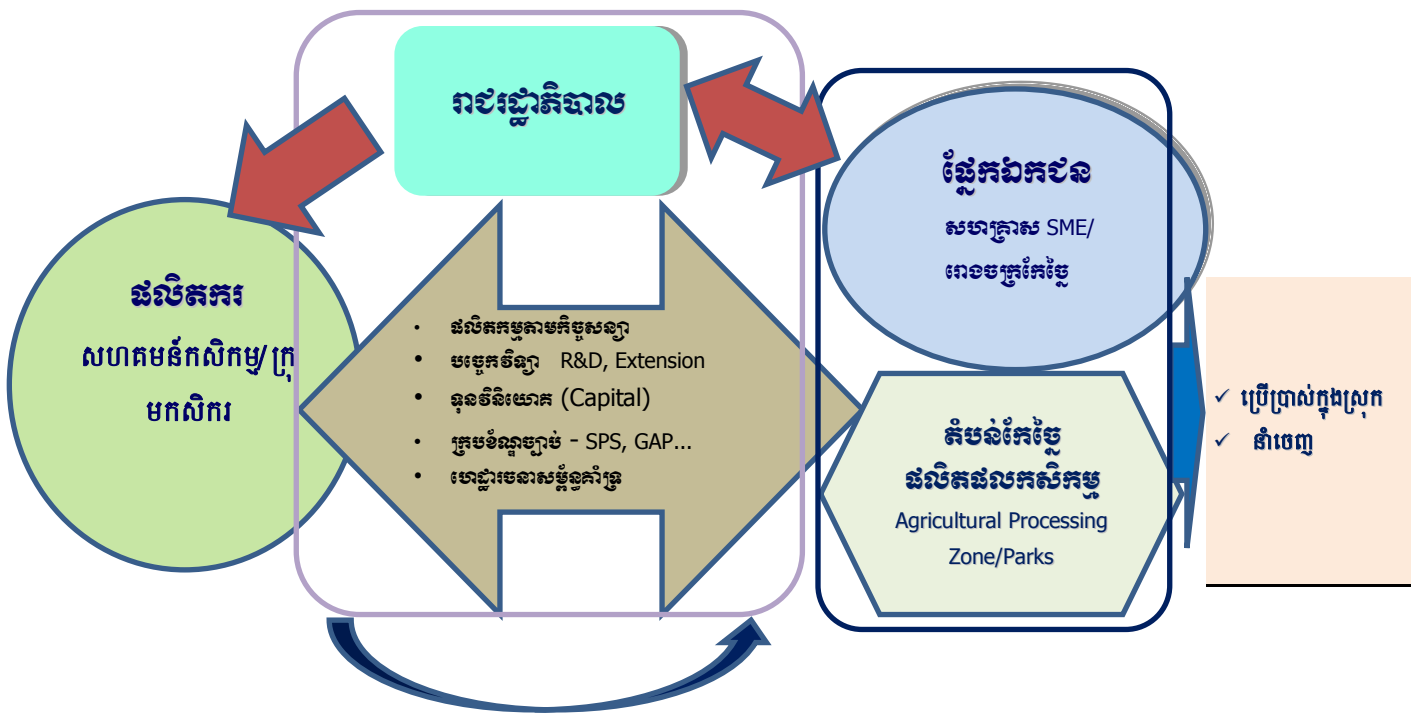 រាជរដ្ឋាភិបាល
ផលិតករ
សហគមន៍កសិកម្ម/ក្រុ
មកសិករ
• ផលិតកម្មតាមកិច្ចសន្យា
• បច្ចេកវិទ្យា R&D, Extension
• ទុនវិនិយោគ (Capital)
• ក្របខ័ណ្ឌច្បាប់ - SPS, GAP...
• ហេដ្ឋារចនាសម្ព័ន្ធគាំទ្រ
ផ្នែកឯកជន
សហគ្រាស SME/
រោងចក្រកែច្នៃ
តំបន់កែច្នៃ
ផលិតផលកសិកម្ម
Agricultural Processing
Zone/Parks
✓ ប្រើប្រាស់ក្នុងស្រុក
✓ នាំចេញ